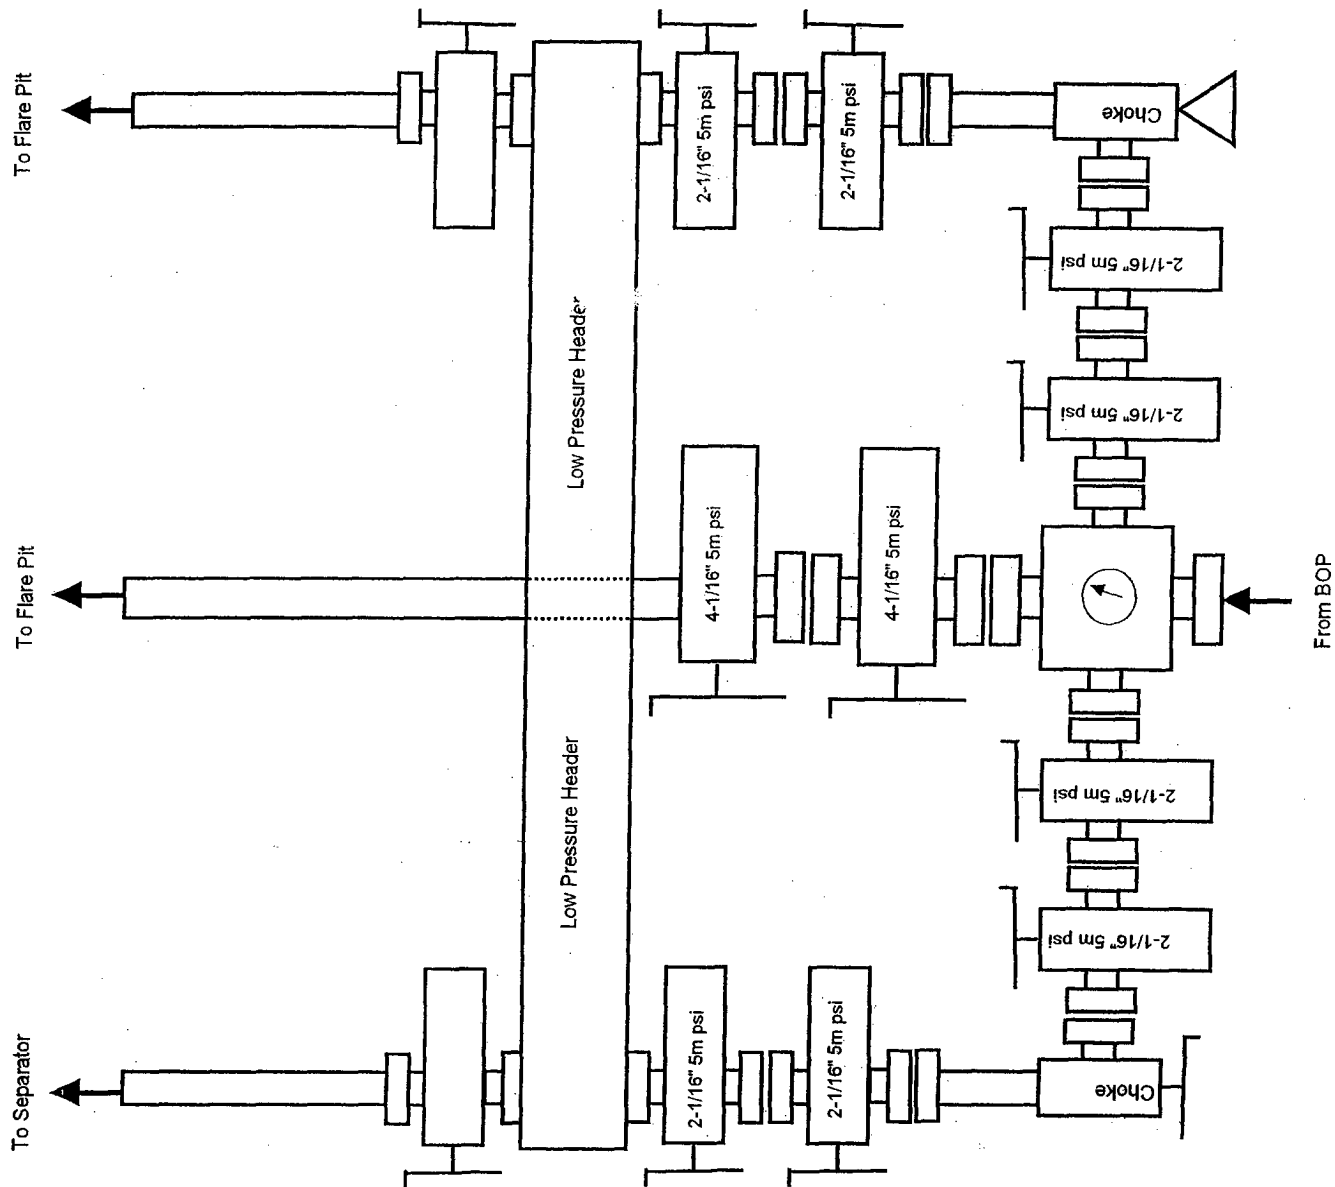 To Flare Pit
To Flare Pit
To Separator
Low Pressure Header
Low Pressure Header
2-1/16" 5m psi
2-1/16" 5m psi
Choke
2-1/16" 5m psi
2-1/16" 5m psi
4-1/16" 5m psi
4-1/16" 5m psi
From BOP
2-1/16" 5m psi
2-1/16" 5m psi
2-1/16" 5m psi
2-1/16" 5m psi
Choke